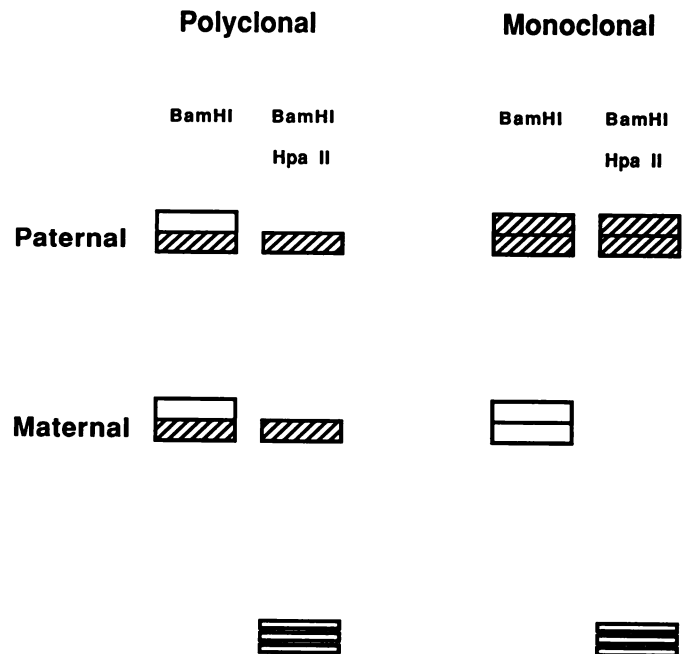 Polyclonal Monoclonal
BamHI BamHI BamHI BamHI
Hpa II Hpa II
Paternal
Maternal